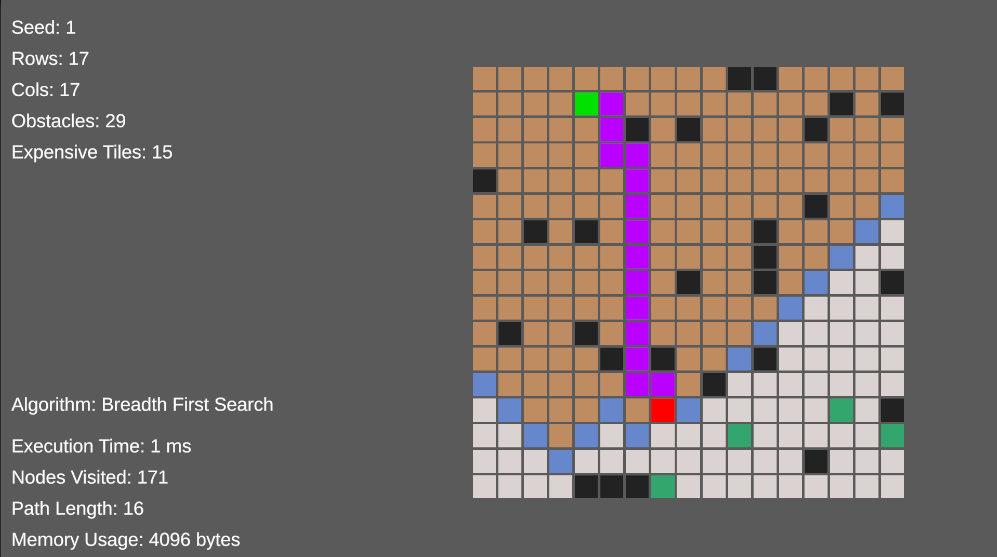 Seed: 1
Rows: 17
Cols: 17
Obstacles: 29
Expensive Tiles: 15
Algorithm: Breadth First Search
Execution Time: 1 ms
Nodes Visited: 171
Path Length: 16
Memory Usage: 4096 bytes